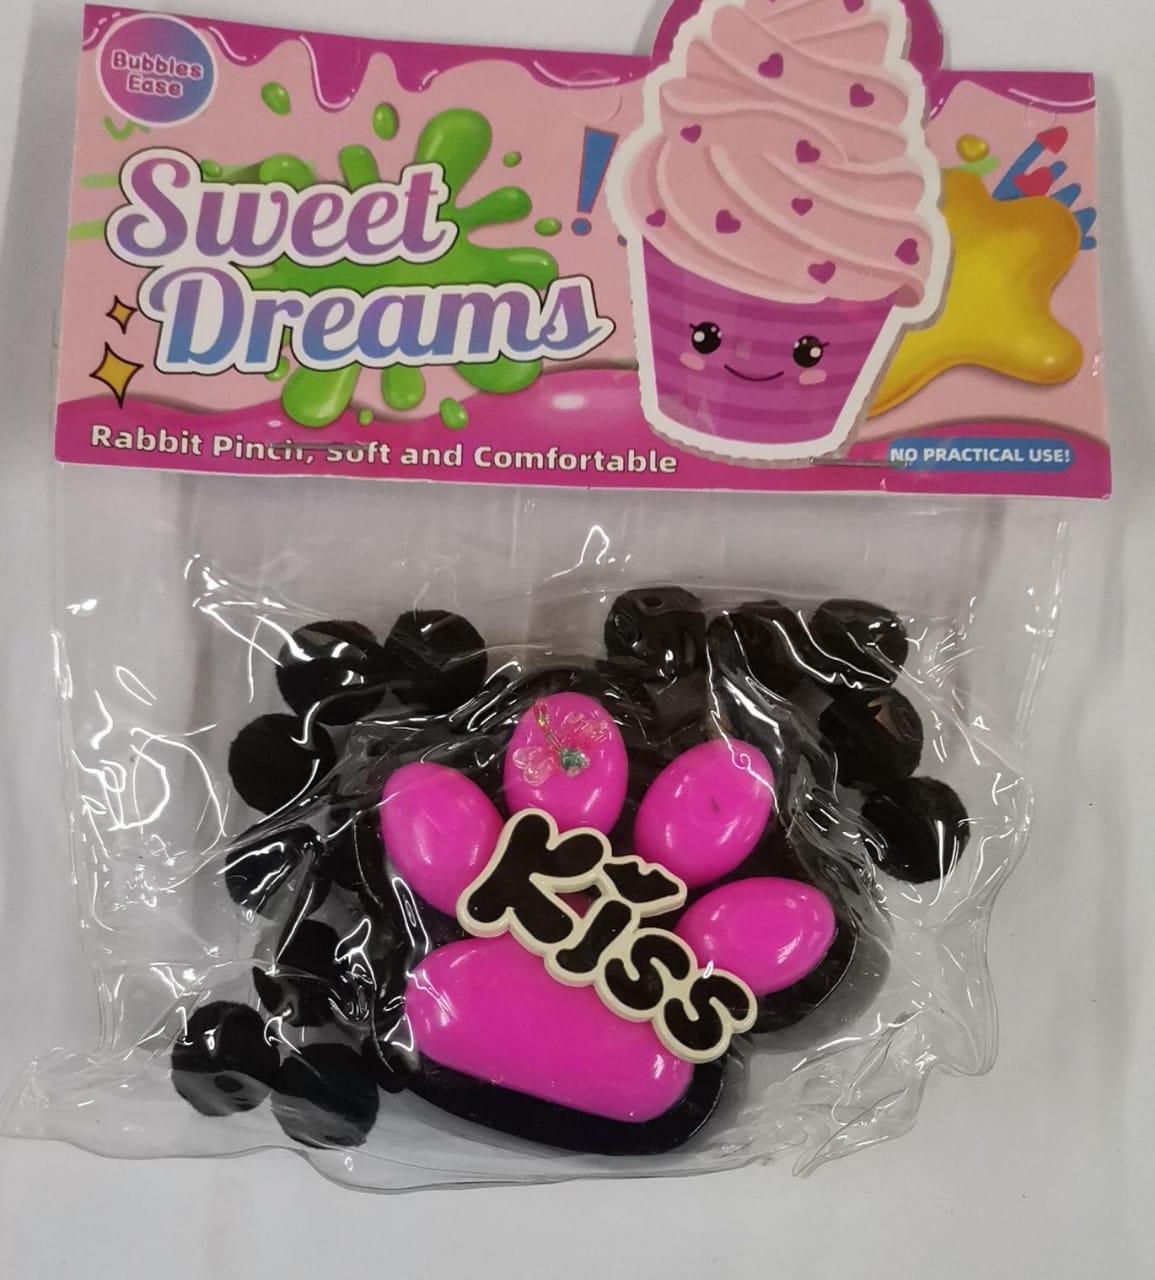 Bubbles
Ease
Sweet
Dreams
Rabbit Pinch, Soft and Comfortable
NO PRACTICAL USE!
Kiss